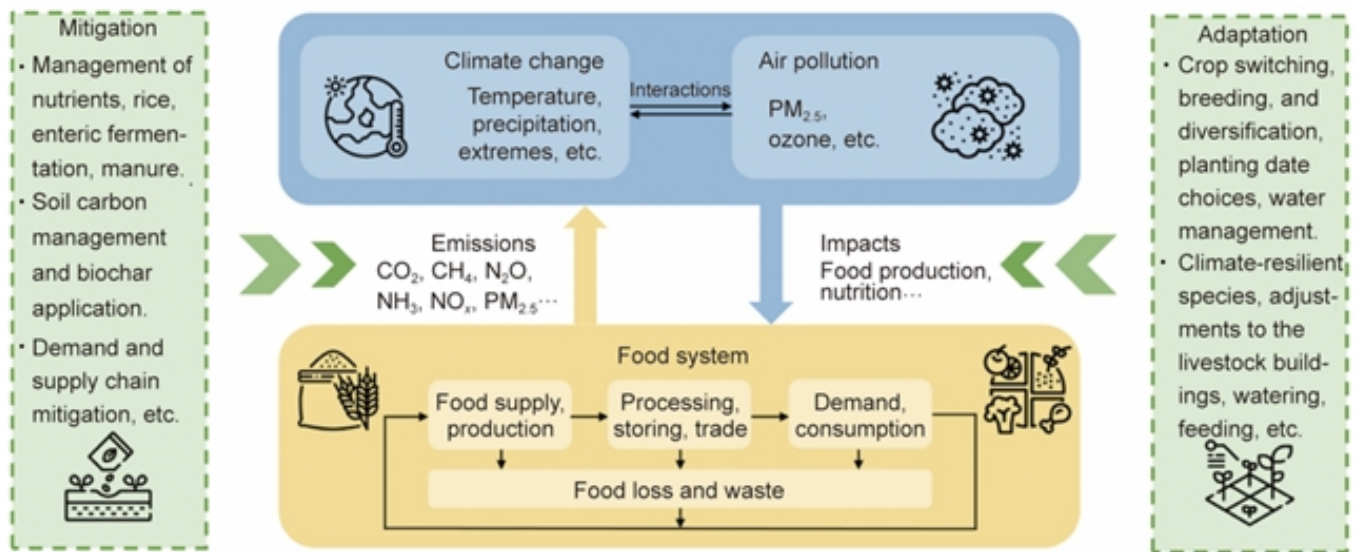 Mitigation
· Management of
nutrients, rice,
enteric fermen-
tation, manure.
· Soil carbon
management
and biochar
application.
· Demand and
supply chain
mitigation, etc.
Climate change
Temperature,
precipitation,
extremes, etc.
Interactions
Air pollution
PM₂.₅,
ozone, etc.
Emissions
CO₂, CH₄, N₂O,
NH₃, NOₓ, PM₂.₅…
Impacts
Food production,
nutrition…
Food system
Food supply,
production
Processing,
storing, trade
Demand,
consumption
Food loss and waste
Adaptation
· Crop switching,
breeding, and
diversification,
planting date
choices, water
management.
· Climate-resilient
species, adjust-
ments to the
livestock build-
ings, watering,
feeding, etc.